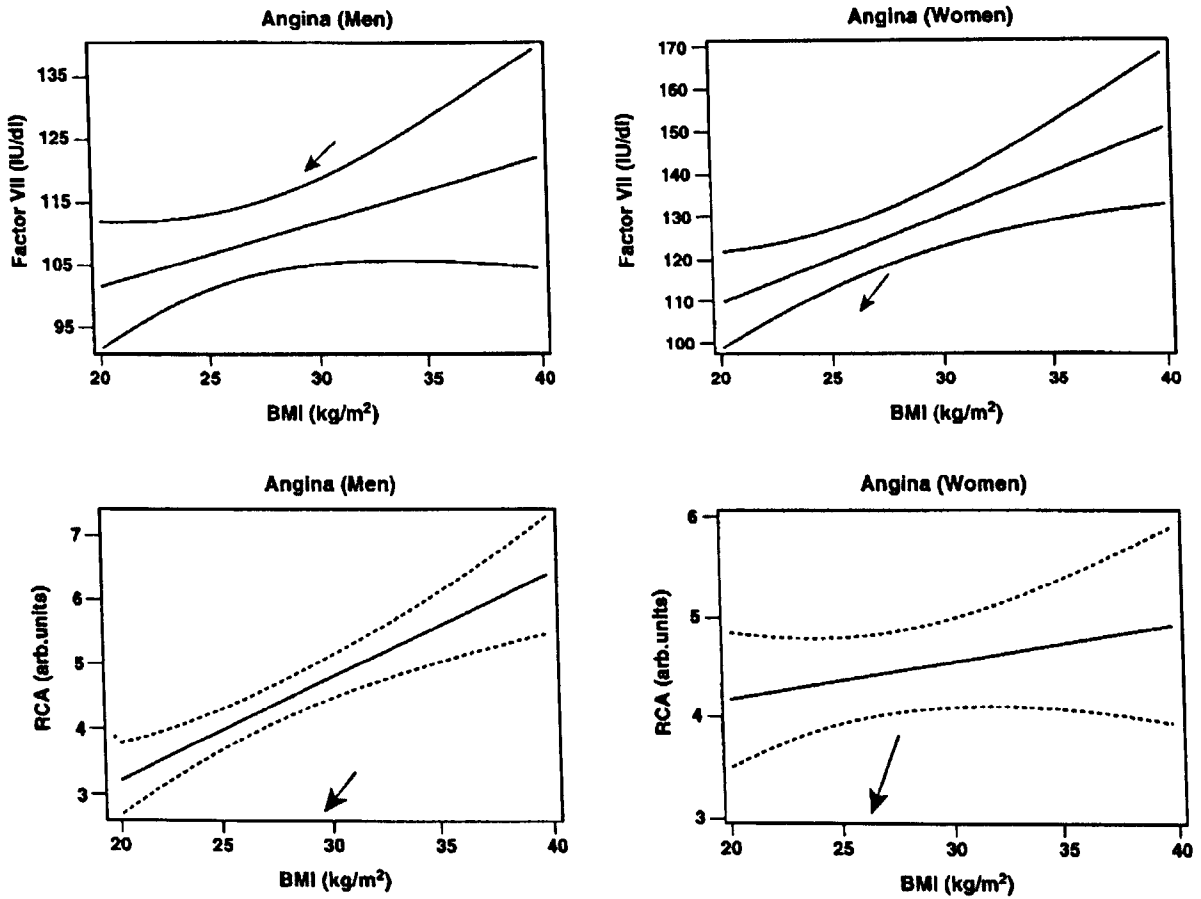 Angina (Men)
Factor VII (IU/dl)
135
125
115
105
95
20 25 30 35 40
BMI (kg/m²)
Angina (Women)
Factor VII (IU/dl)
170
160
150
140
130
120
110
100
20 25 30 35 40
BMI (kg/m²)
Angina (Men)
RCA (arb.units)
7
6
5
4
3
20 25 30 35 40
BMI (kg/m²)
Angina (Women)
RCA (arb.units)
6
5
4
3
20 25 30 35 40
BMI (kg/m²)